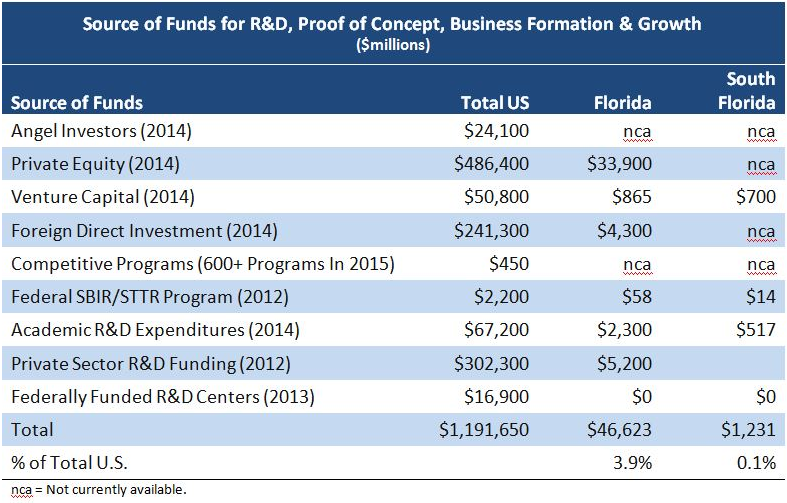 Source of Funds for R&D, Proof of Concept, Business Formation & Growth
($millions)
Source of Funds Total US Florida South Florida
Angel Investors (2014) $24,100 nca nca
Private Equity (2014) $486,400 $33,900 nca
Venture Capital (2014) $50,800 $865 $700
Foreign Direct Investment (2014) $241,300 $4,300 nca
Competitive Programs (600+ Programs In 2015) $450 nca nca
Federal SBIR/STTR Program (2012) $2,200 $58 $14
Academic R&D Expenditures (2014) $67,200 $2,300 $517
Private Sector R&D Funding (2012) $302,300 $5,200
Federally Funded R&D Centers (2013) $16,900 $0 $0
Total $1,191,650 $46,623 $1,231
% of Total U.S. 3.9% 0.1%
nca = Not currently available.